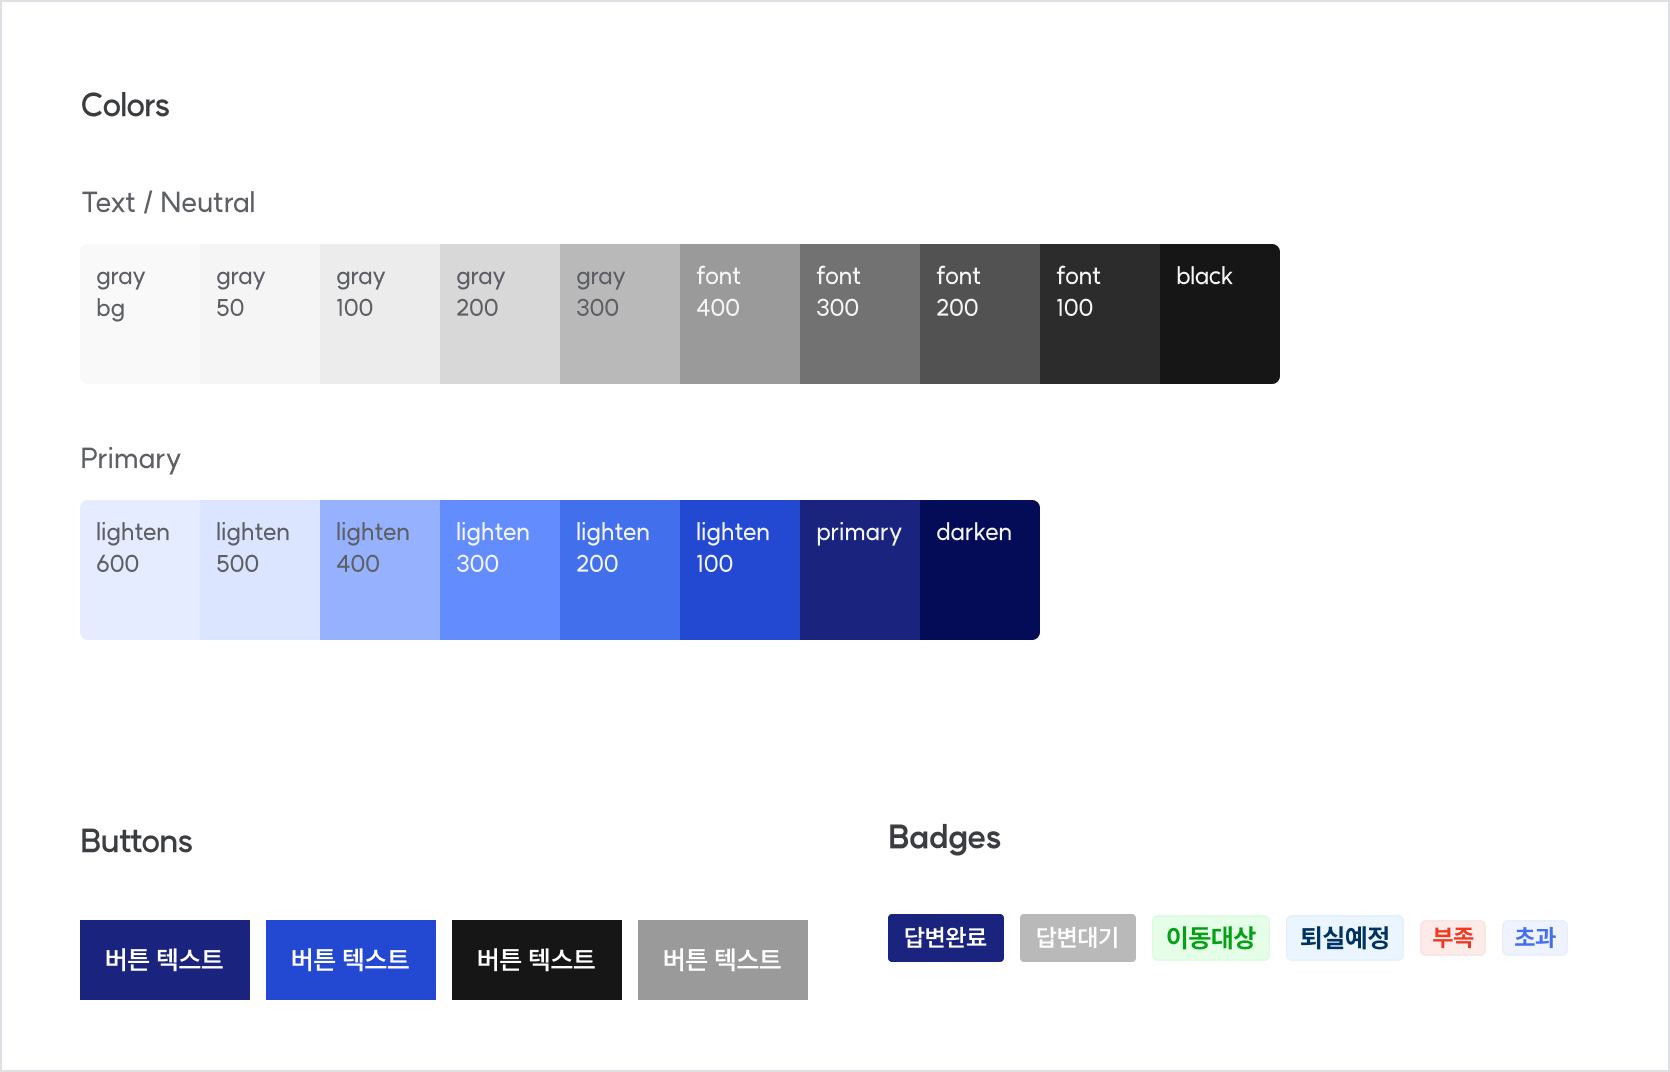 Colors
Text / Neutral
gray bg
gray 50
gray 100
gray 200
gray 300
font 400
font 300
font 200
font 100
black
Primary
lighten 600
lighten 500
lighten 400
lighten 300
lighten 200
lighten 100
primary
darken
Buttons
버튼 텍스트
버튼 텍스트
버튼 텍스트
버튼 텍스트
Badges
답변완료
답변대기
이동대상
퇴실예정
부족
초과